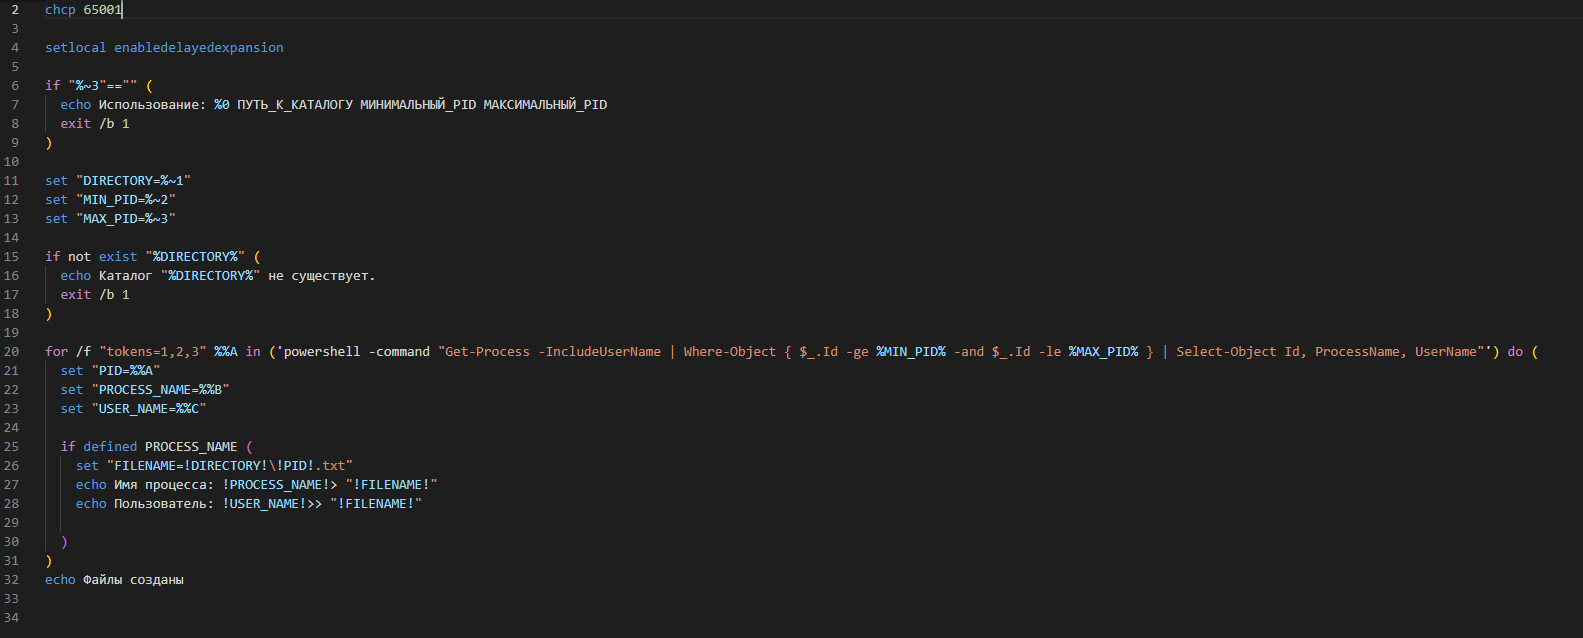 2 chcp 65001
3
4 setlocal enabledelayedexpansion
5
6 if "%~3"=="" (
7 echo Использование: %0 ПУТЬ_К_КАТАЛОГУ МИНИМАЛЬНЫЙ_PID МАКСИМАЛЬНЫЙ_PID
8 exit /b 1
9 )
10
11 set "DIRECTORY=%~1"
12 set "MIN_PID=%~2"
13 set "MAX_PID=%~3"
14
15 if not exist "%DIRECTORY%" (
16 echo Каталог "%DIRECTORY%" не существует.
17 exit /b 1
18 )
19
20 for /f "tokens=1,2,3" %%A in ('powershell -command "Get-Process -IncludeUserName | Where-Object { $_.Id -ge %MIN_PID% -and $_.Id -le %MAX_PID% } | Select-Object Id, ProcessName, UserName"') do (
21 set "PID=%%A"
22 set "PROCESS_NAME=%%B"
23 set "USER_NAME=%%C"
24
25 if defined PROCESS_NAME (
26 set "FILENAME=!DIRECTORY!\!PID!.txt"
27 echo Имя процесса: !PROCESS_NAME!> "!FILENAME!"
28 echo Пользователь: !USER_NAME!>> "!FILENAME!"
29
30 )
31 )
32 echo Файлы созданы
33
34